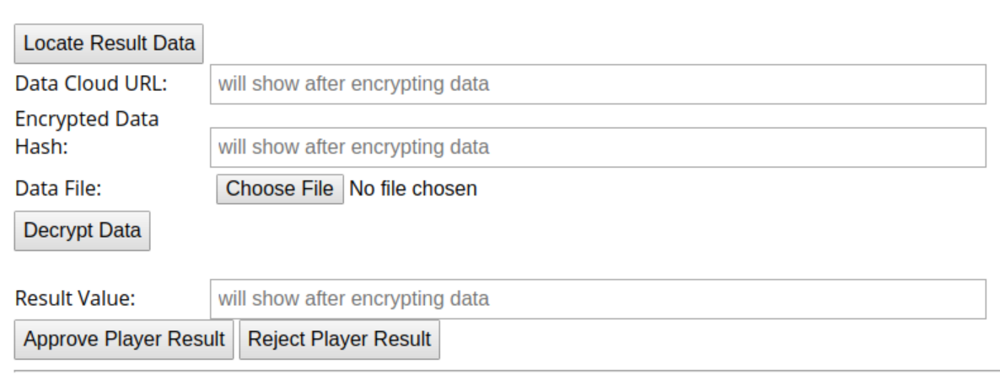 Locate Result Data
Data Cloud URL: will show after encrypting data
Encrypted Data
Hash: will show after encrypting data
Data File: Choose File No file chosen
Decrypt Data
Result Value: will show after encrypting data
Approve Player Result Reject Player Result